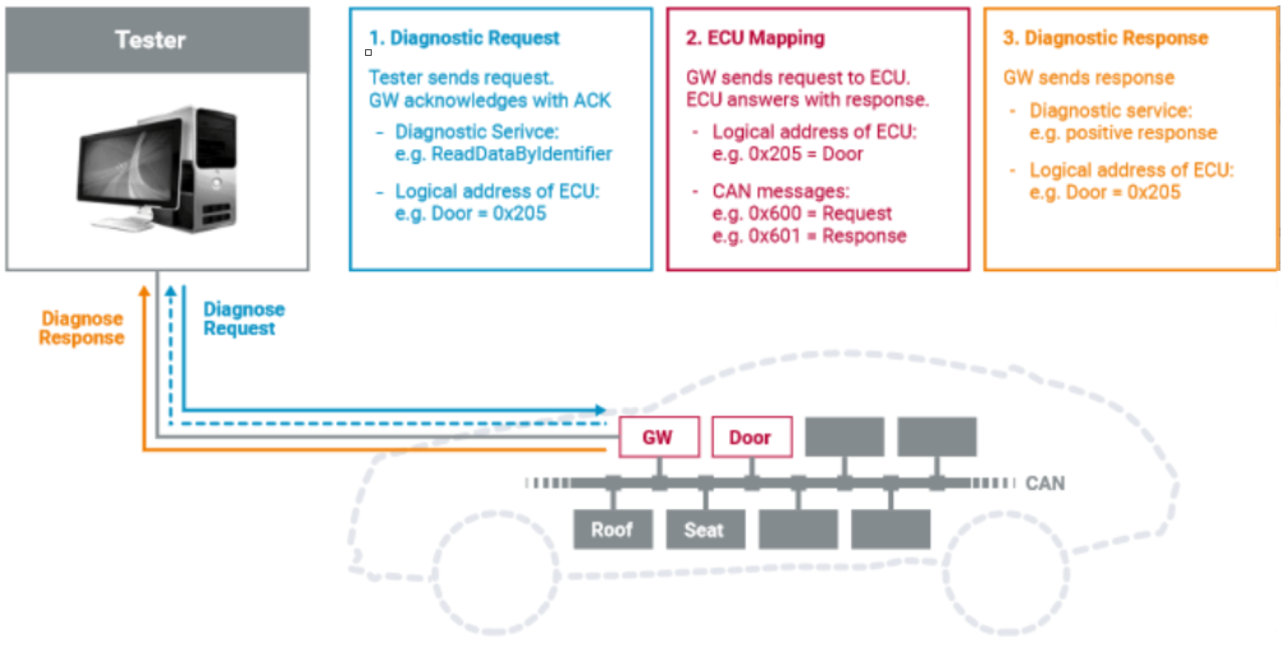 Tester
1. Diagnostic Request
Tester sends request.
GW acknowledges with ACK
- Diagnostic Serivce:
e.g. ReadDataByIdentifier
- Logical address of ECU:
e.g. Door = 0x205
2. ECU Mapping
GW sends request to ECU.
ECU answers with response.
- Logical address of ECU:
e.g. 0x205 = Door
- CAN messages:
e.g. 0x600 = Request
e.g. 0x601 = Response
3. Diagnostic Response
GW sends response
- Diagnostic service:
e.g. positive response
- Logical address of ECU:
e.g. Door = 0x205
Diagnose
Response
Diagnose
Request
GW
Door
CAN
Roof
Seat